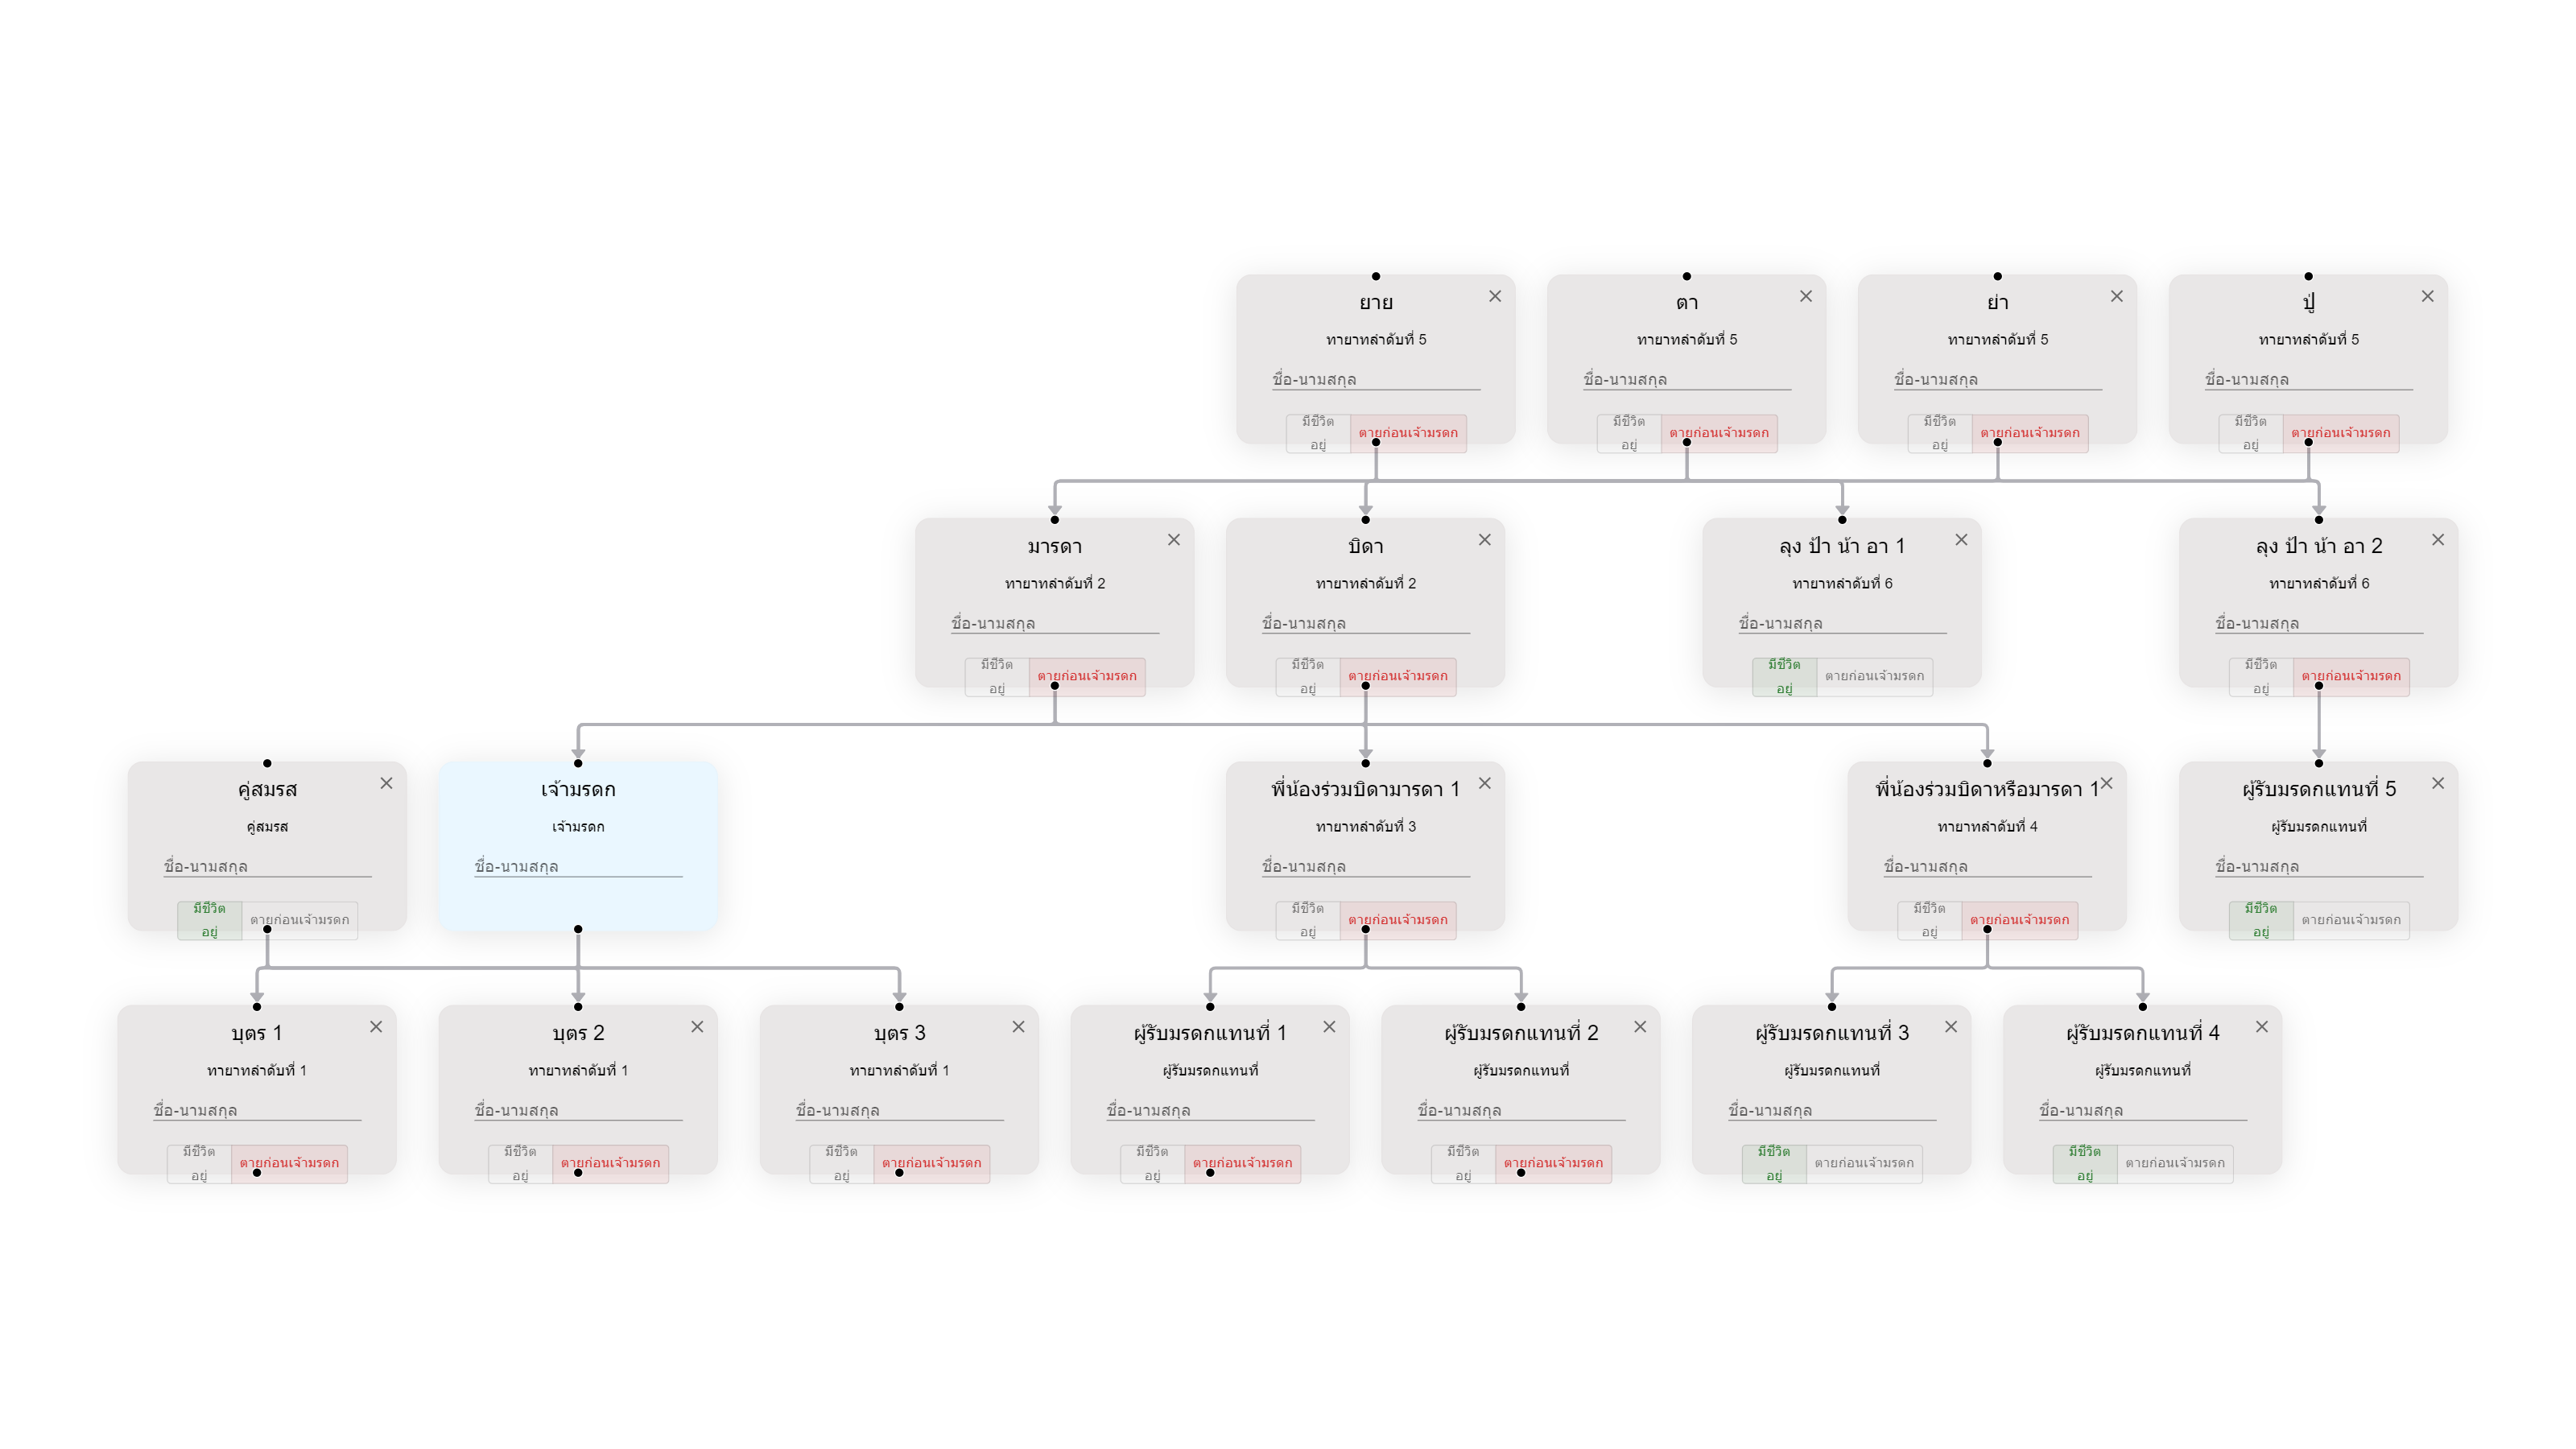 ยาย
ทายาทลำดับที่ 5
ชื่อ-นามสกุล
มีชีวิต
อยู่
ตายก่อนเจ้ามรดก
ตา
ทายาทลำดับที่ 5
ชื่อ-นามสกุล
มีชีวิต
อยู่
ตายก่อนเจ้ามรดก
ย่า
ทายาทลำดับที่ 5
ชื่อ-นามสกุล
มีชีวิต
อยู่
ตายก่อนเจ้ามรดก
ปู่
ทายาทลำดับที่ 5
ชื่อ-นามสกุล
มีชีวิต
อยู่
ตายก่อนเจ้ามรดก
มารดา
ทายาทลำดับที่ 2
ชื่อ-นามสกุล
มีชีวิต
อยู่
ตายก่อนเจ้ามรดก
บิดา
ทายาทลำดับที่ 2
ชื่อ-นามสกุล
มีชีวิต
อยู่
ตายก่อนเจ้ามรดก
ลุง ป้า น้า อา 1
ทายาทลำดับที่ 6
ชื่อ-นามสกุล
มีชีวิต
อยู่
ตายก่อนเจ้ามรดก
ลุง ป้า น้า อา 2
ทายาทลำดับที่ 6
ชื่อ-นามสกุล
มีชีวิต
อยู่
ตายก่อนเจ้ามรดก
คู่สมรส
คู่สมรส
ชื่อ-นามสกุล
มีชีวิต
อยู่
ตายก่อนเจ้ามรดก
เจ้ามรดก
เจ้ามรดก
ชื่อ-นามสกุล
พี่น้องร่วมบิดามารดา 1
ทายาทลำดับที่ 3
ชื่อ-นามสกุล
มีชีวิต
อยู่
ตายก่อนเจ้ามรดก
พี่น้องร่วมบิดาหรือมารดา 1
ทายาทลำดับที่ 4
ชื่อ-นามสกุล
มีชีวิต
อยู่
ตายก่อนเจ้ามรดก
ผู้รับมรดกแทนที่ 5
ผู้รับมรดกแทนที่
ชื่อ-นามสกุล
มีชีวิต
อยู่
ตายก่อนเจ้ามรดก
บุตร 1
ทายาทลำดับที่ 1
ชื่อ-นามสกุล
มีชีวิต
อยู่
ตายก่อนเจ้ามรดก
บุตร 2
ทายาทลำดับที่ 1
ชื่อ-นามสกุล
มีชีวิต
อยู่
ตายก่อนเจ้ามรดก
บุตร 3
ทายาทลำดับที่ 1
ชื่อ-นามสกุล
มีชีวิต
อยู่
ตายก่อนเจ้ามรดก
ผู้รับมรดกแทนที่ 1
ผู้รับมรดกแทนที่
ชื่อ-นามสกุล
มีชีวิต
อยู่
ตายก่อนเจ้ามรดก
ผู้รับมรดกแทนที่ 2
ผู้รับมรดกแทนที่
ชื่อ-นามสกุล
มีชีวิต
อยู่
ตายก่อนเจ้ามรดก
ผู้รับมรดกแทนที่ 3
ผู้รับมรดกแทนที่
ชื่อ-นามสกุล
มีชีวิต
อยู่
ตายก่อนเจ้ามรดก
ผู้รับมรดกแทนที่ 4
ผู้รับมรดกแทนที่
ชื่อ-นามสกุล
มีชีวิต
อยู่
ตายก่อนเจ้ามรดก